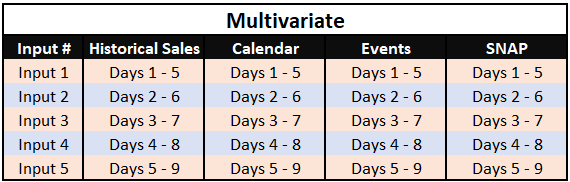 Multivariate
Input # Historical Sales Calendar Events SNAP
Input 1 Days 1 - 5 Days 1 - 5 Days 1 - 5 Days 1 - 5
Input 2 Days 2 - 6 Days 2 - 6 Days 2 - 6 Days 2 - 6
Input 3 Days 3 - 7 Days 3 - 7 Days 3 - 7 Days 3 - 7
Input 4 Days 4 - 8 Days 4 - 8 Days 4 - 8 Days 4 - 8
Input 5 Days 5 - 9 Days 5 - 9 Days 5 - 9 Days 5 - 9